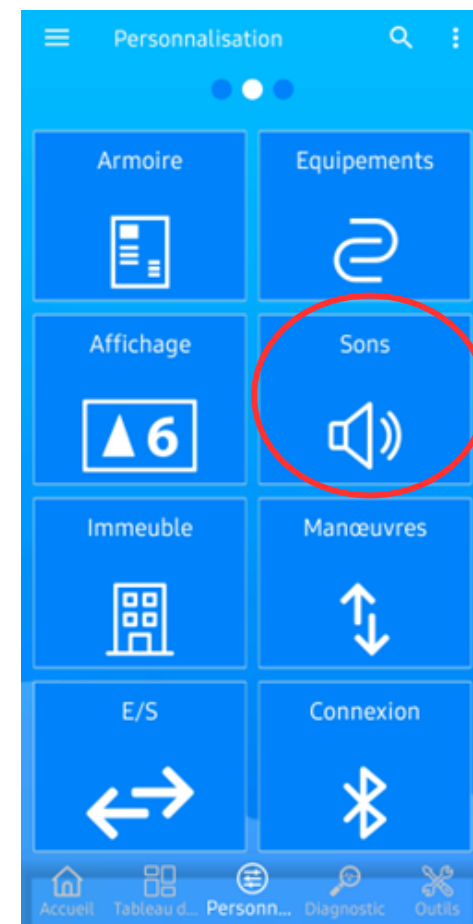 Personnalisation
Armoire Equipements
Affichage Sons
6
Immeuble Manœuvres
E/S Connexion
Accueil Tableau d... Personn... Diagnostic Outils